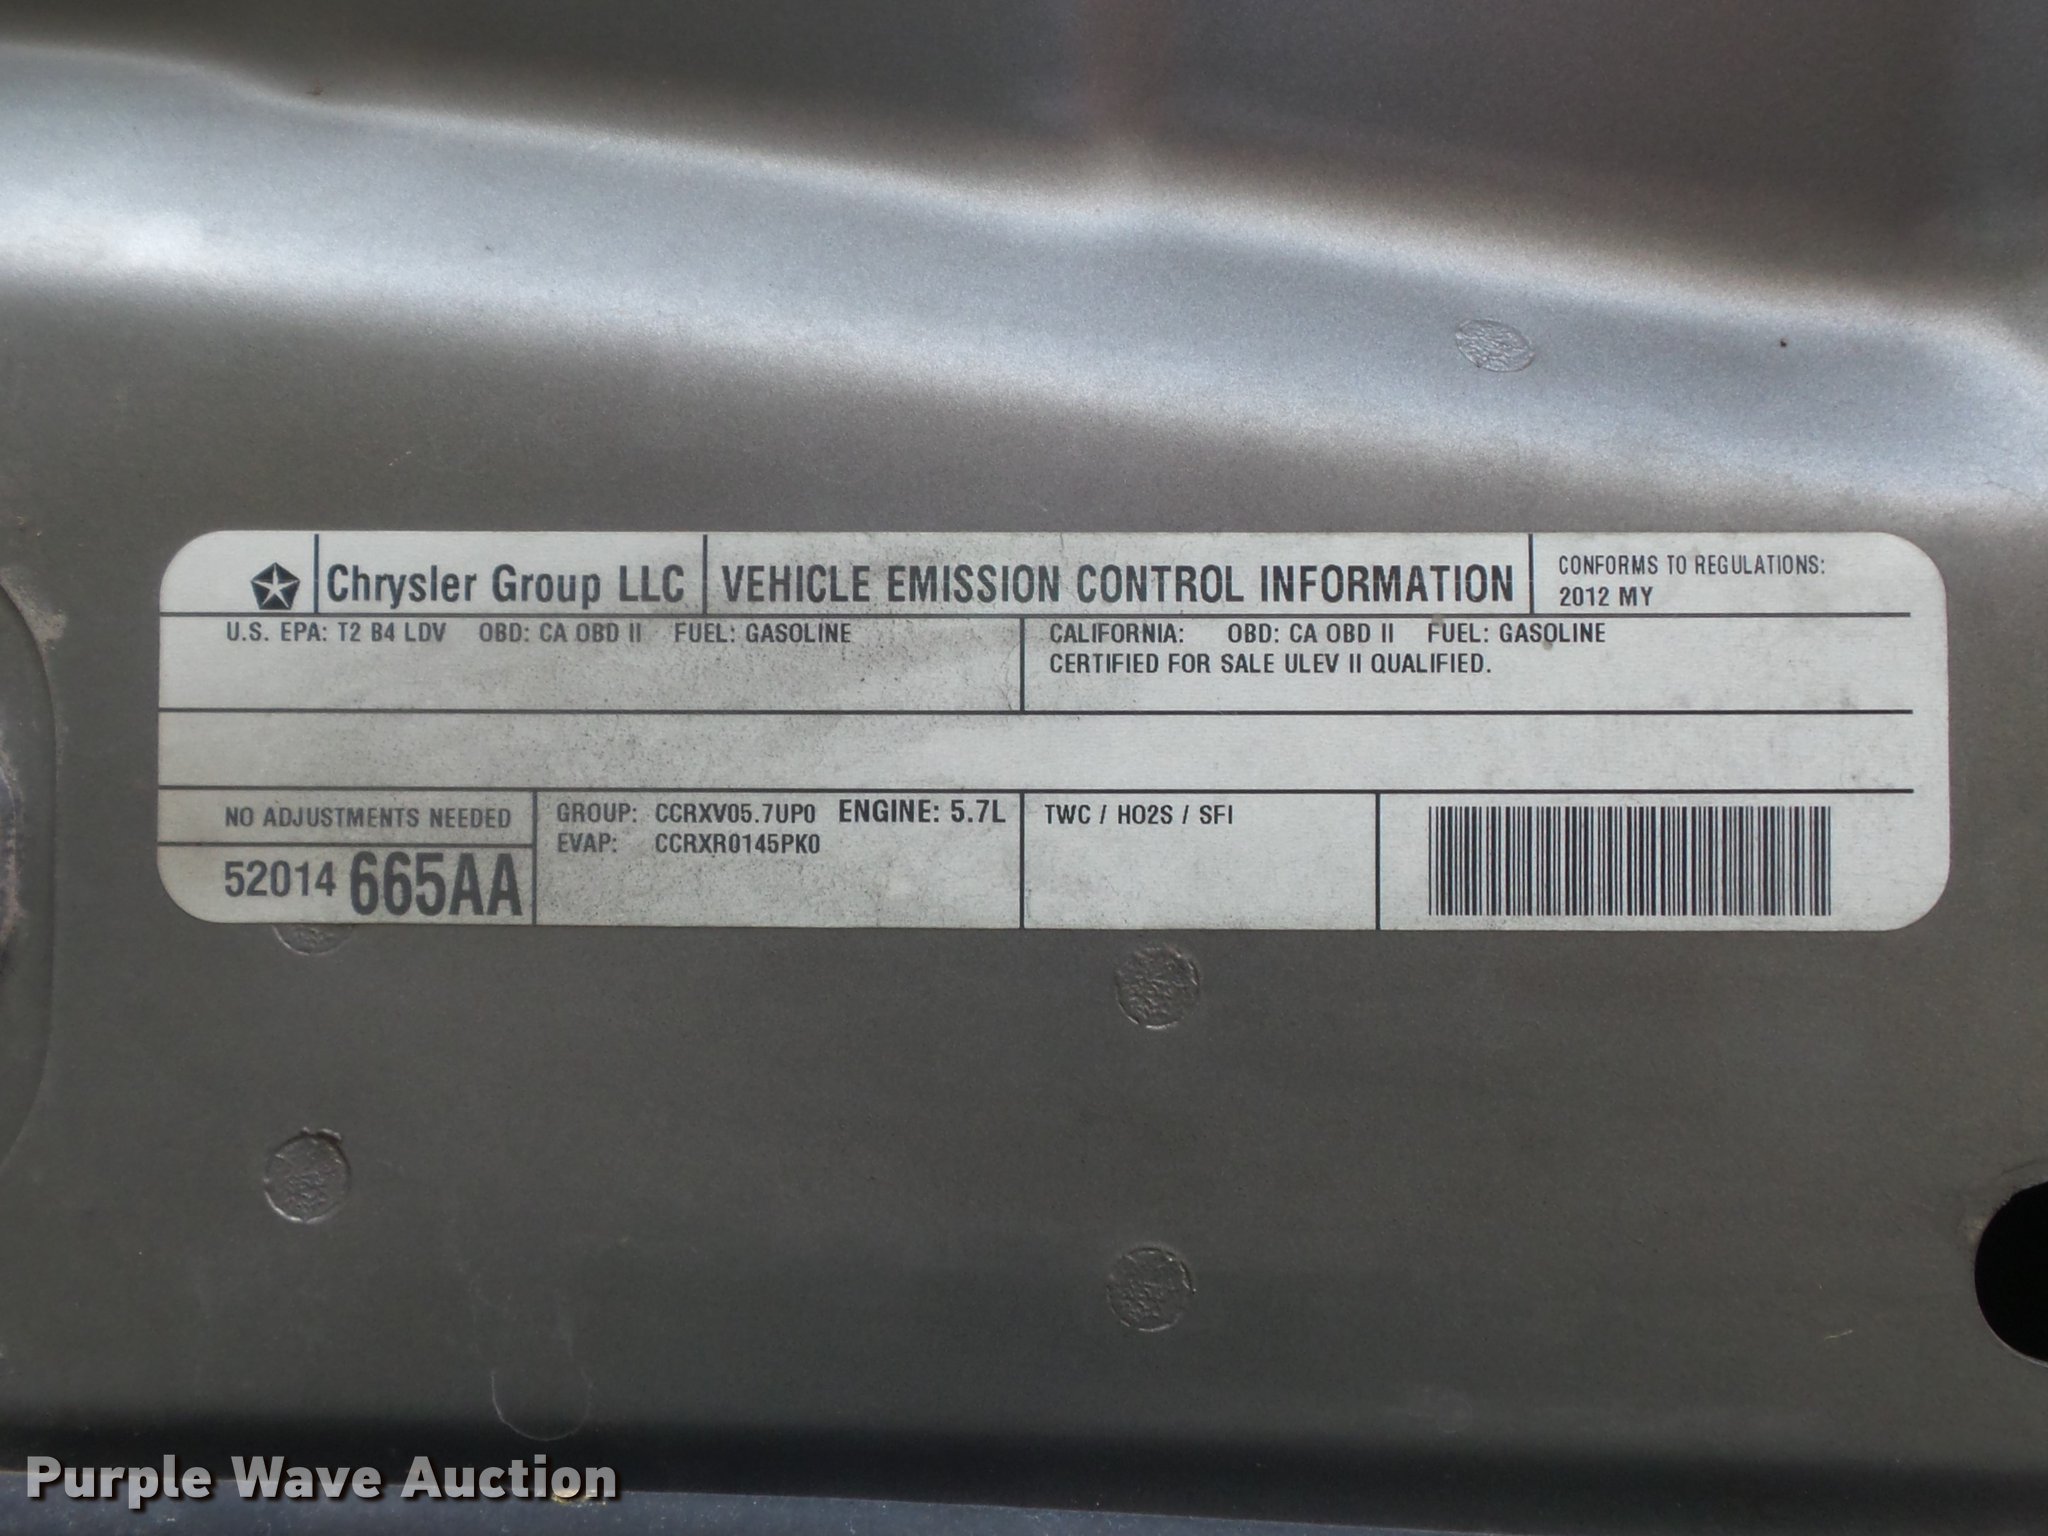 Chrysler Group LLC VEHICLE EMISSION CONTROL INFORMATION
CONFORMS TO REGULATIONS:
2012 MY
U.S. EPA: T2 B4 LDV OBD: CA OBD II FUEL: GASOLINE
CALIFORNIA: OBD: CA OBD II FUEL: GASOLINE
CERTIFIED FOR SALE ULEV II QUALIFIED.
NO ADJUSTMENTS NEEDED
52014 665AA
GROUP: CCRXV05.7UP0 ENGINE: 5.7L
EVAP: CCRXR0145PK0
TWC / HO2S / SFI
Purple Wave Auction